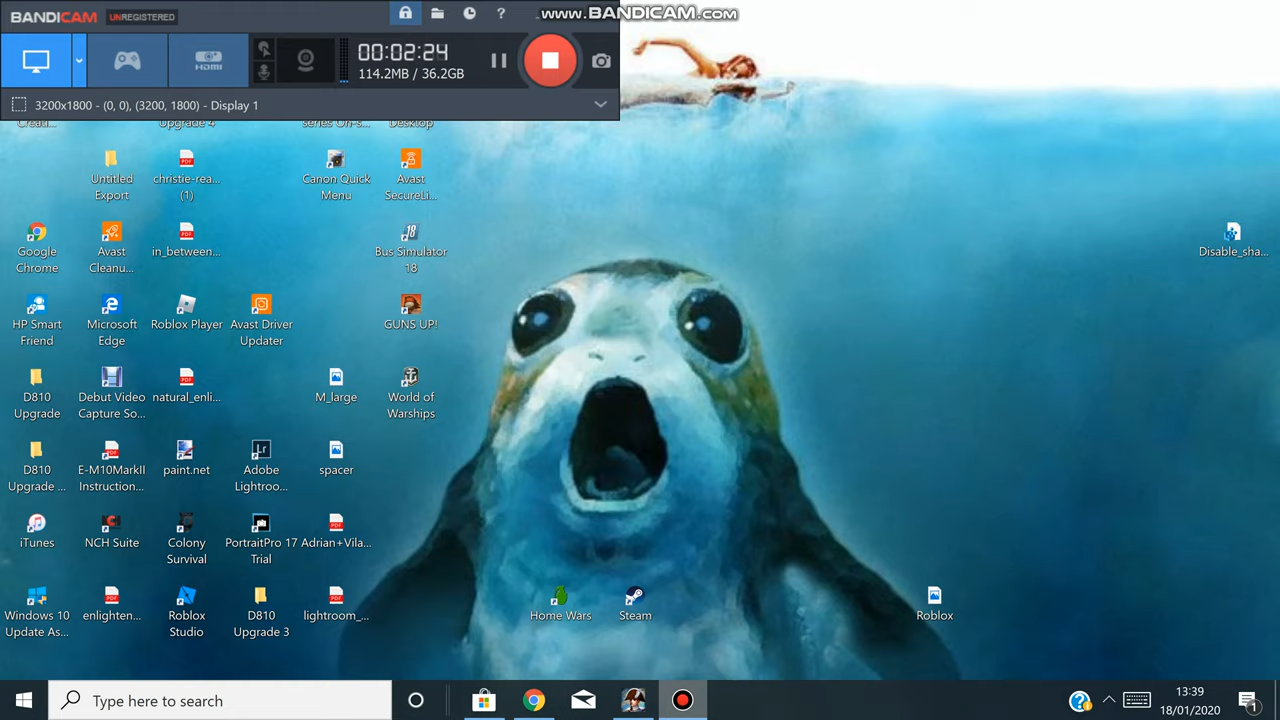 BANDICAM UNREGISTERED
?
www.BANDICAM.com
HDMI
00:02:24
114.2MB / 36.2GB
3200x1800 - (0, 0), (3200, 1800) - Display 1
Creati...
Upgrade 4
series On-s...
Desktop
Untitled
Export
christie-rea...
(1)
Canon Quick
Menu
Avast
SecureLi...
Google
Chrome
Avast
Cleanu...
in_between...
Bus Simulator
18
Disable_sha...
HP Smart
Friend
Microsoft
Edge
Roblox Player
Avast Driver
Updater
GUNS UP!
D810
Upgrade
Debut Video
Capture So...
natural_enli...
M_large
World of
Warships
D810
Upgrade ...
E-M10MarkII
Instruction...
paint.net
Adobe
Lightroo...
spacer
iTunes
NCH Suite
Colony
Survival
PortraitPro 17
Trial
Adrian+Vila...
Windows 10
Update As...
enlighten...
Roblox
Studio
D810
Upgrade 3
lightroom_...
Home Wars
Steam
Roblox
Type here to search
13:39
18/01/2020
1